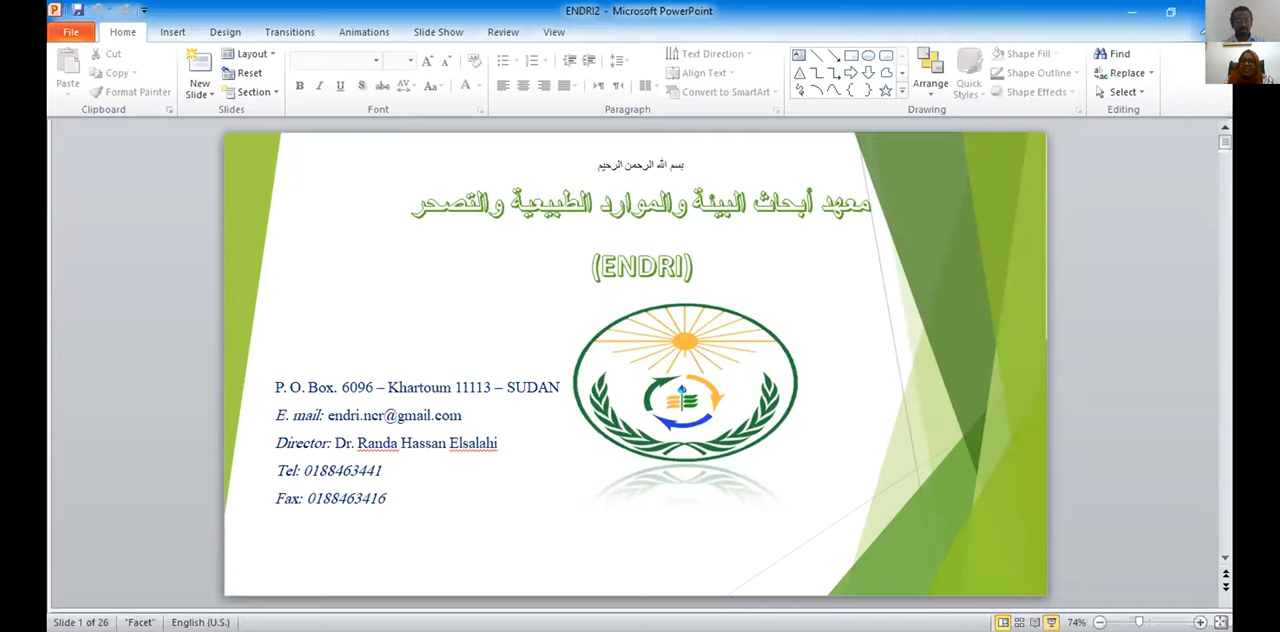 ENDRI2 - Microsoft PowerPoint
File Home Insert Design Transitions Animations Slide Show Review View
Cut
Copy
Format Painter
Paste
Clipboard
New
Slide
Layout
Reset
Section
Slides
B I U S abc AV Aa A
Font
Paragraph
Text Direction
Align Text
Convert to SmartArt
Arrange
Quick
Styles
Shape Fill
Shape Outline
Shape Effects
Drawing
Find
Replace
Select
Editing
بسم الله الرحمن الرحيم
معهد أبحاث البيئة والموارد الطبيعية والتصحر
(ENDRI)
P. O. Box. 6096 – Khartoum 11113 – SUDAN
E. mail: endri.ncr@gmail.com
Director: Dr. Randa Hassan Elsalahi
Tel: 0188463441
Fax: 0188463416
Slide 1 of 26 "Facet" English (U.S.) 74%